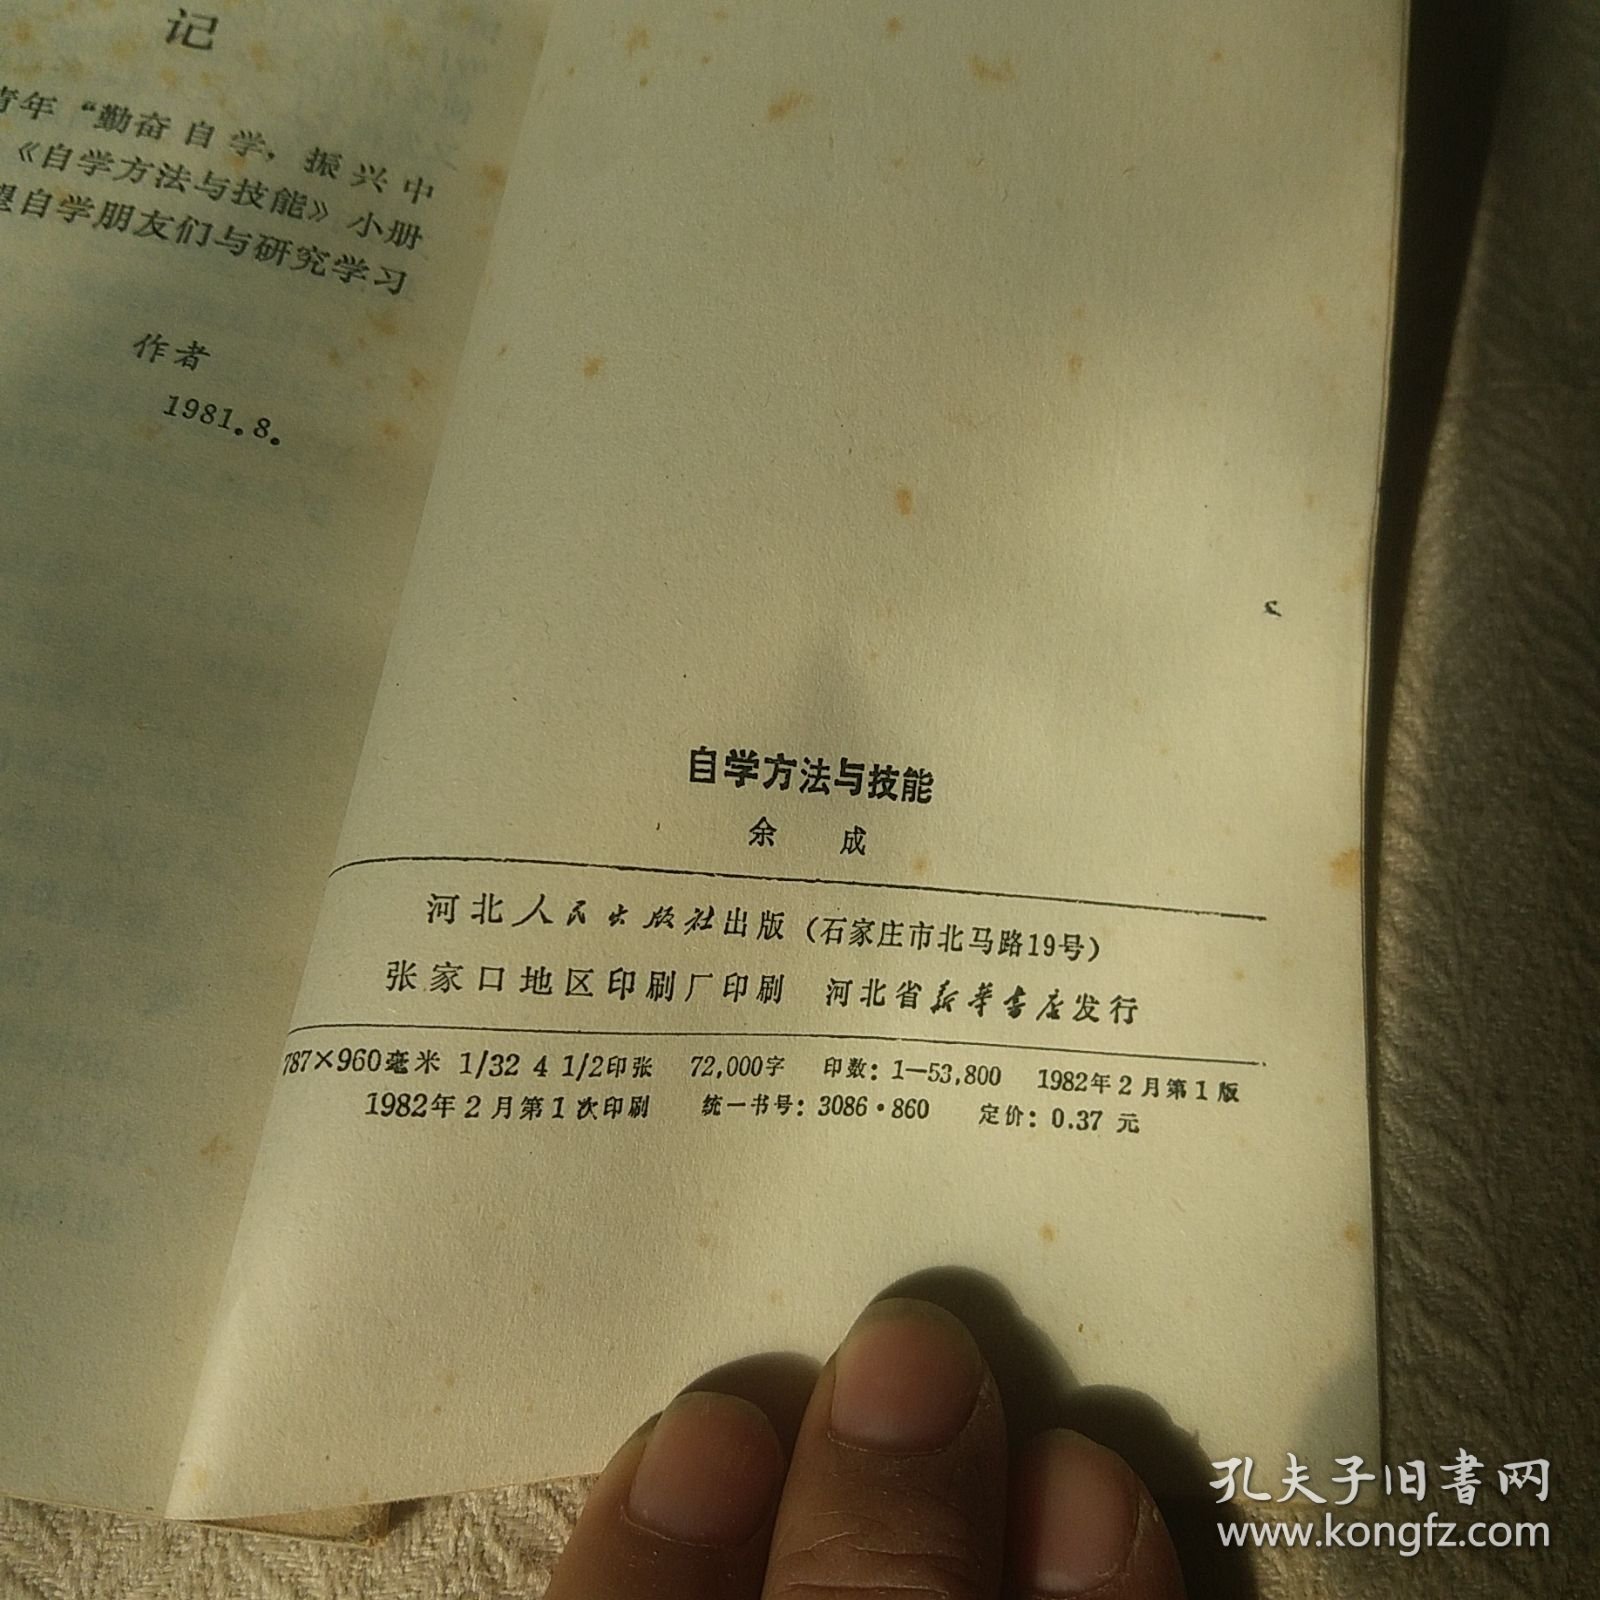 记
青年“勤奋自学，振兴中
《自学方法与技能》小册
望自学朋友们与研究学习
作者
1981.8.
自学方法与技能
余 成
河北人民出版社出版（石家庄市北马路19号）
张家口地区印刷厂印刷 河北省新华书店发行
787×960毫米 1/32 4 1/2印张 72,000字 印数：1—53,800 1982年2月第1版
1982年2月第1次印刷 统一书号：3086·860 定价：0.37 元
孔夫子旧书网
www.kongfz.com